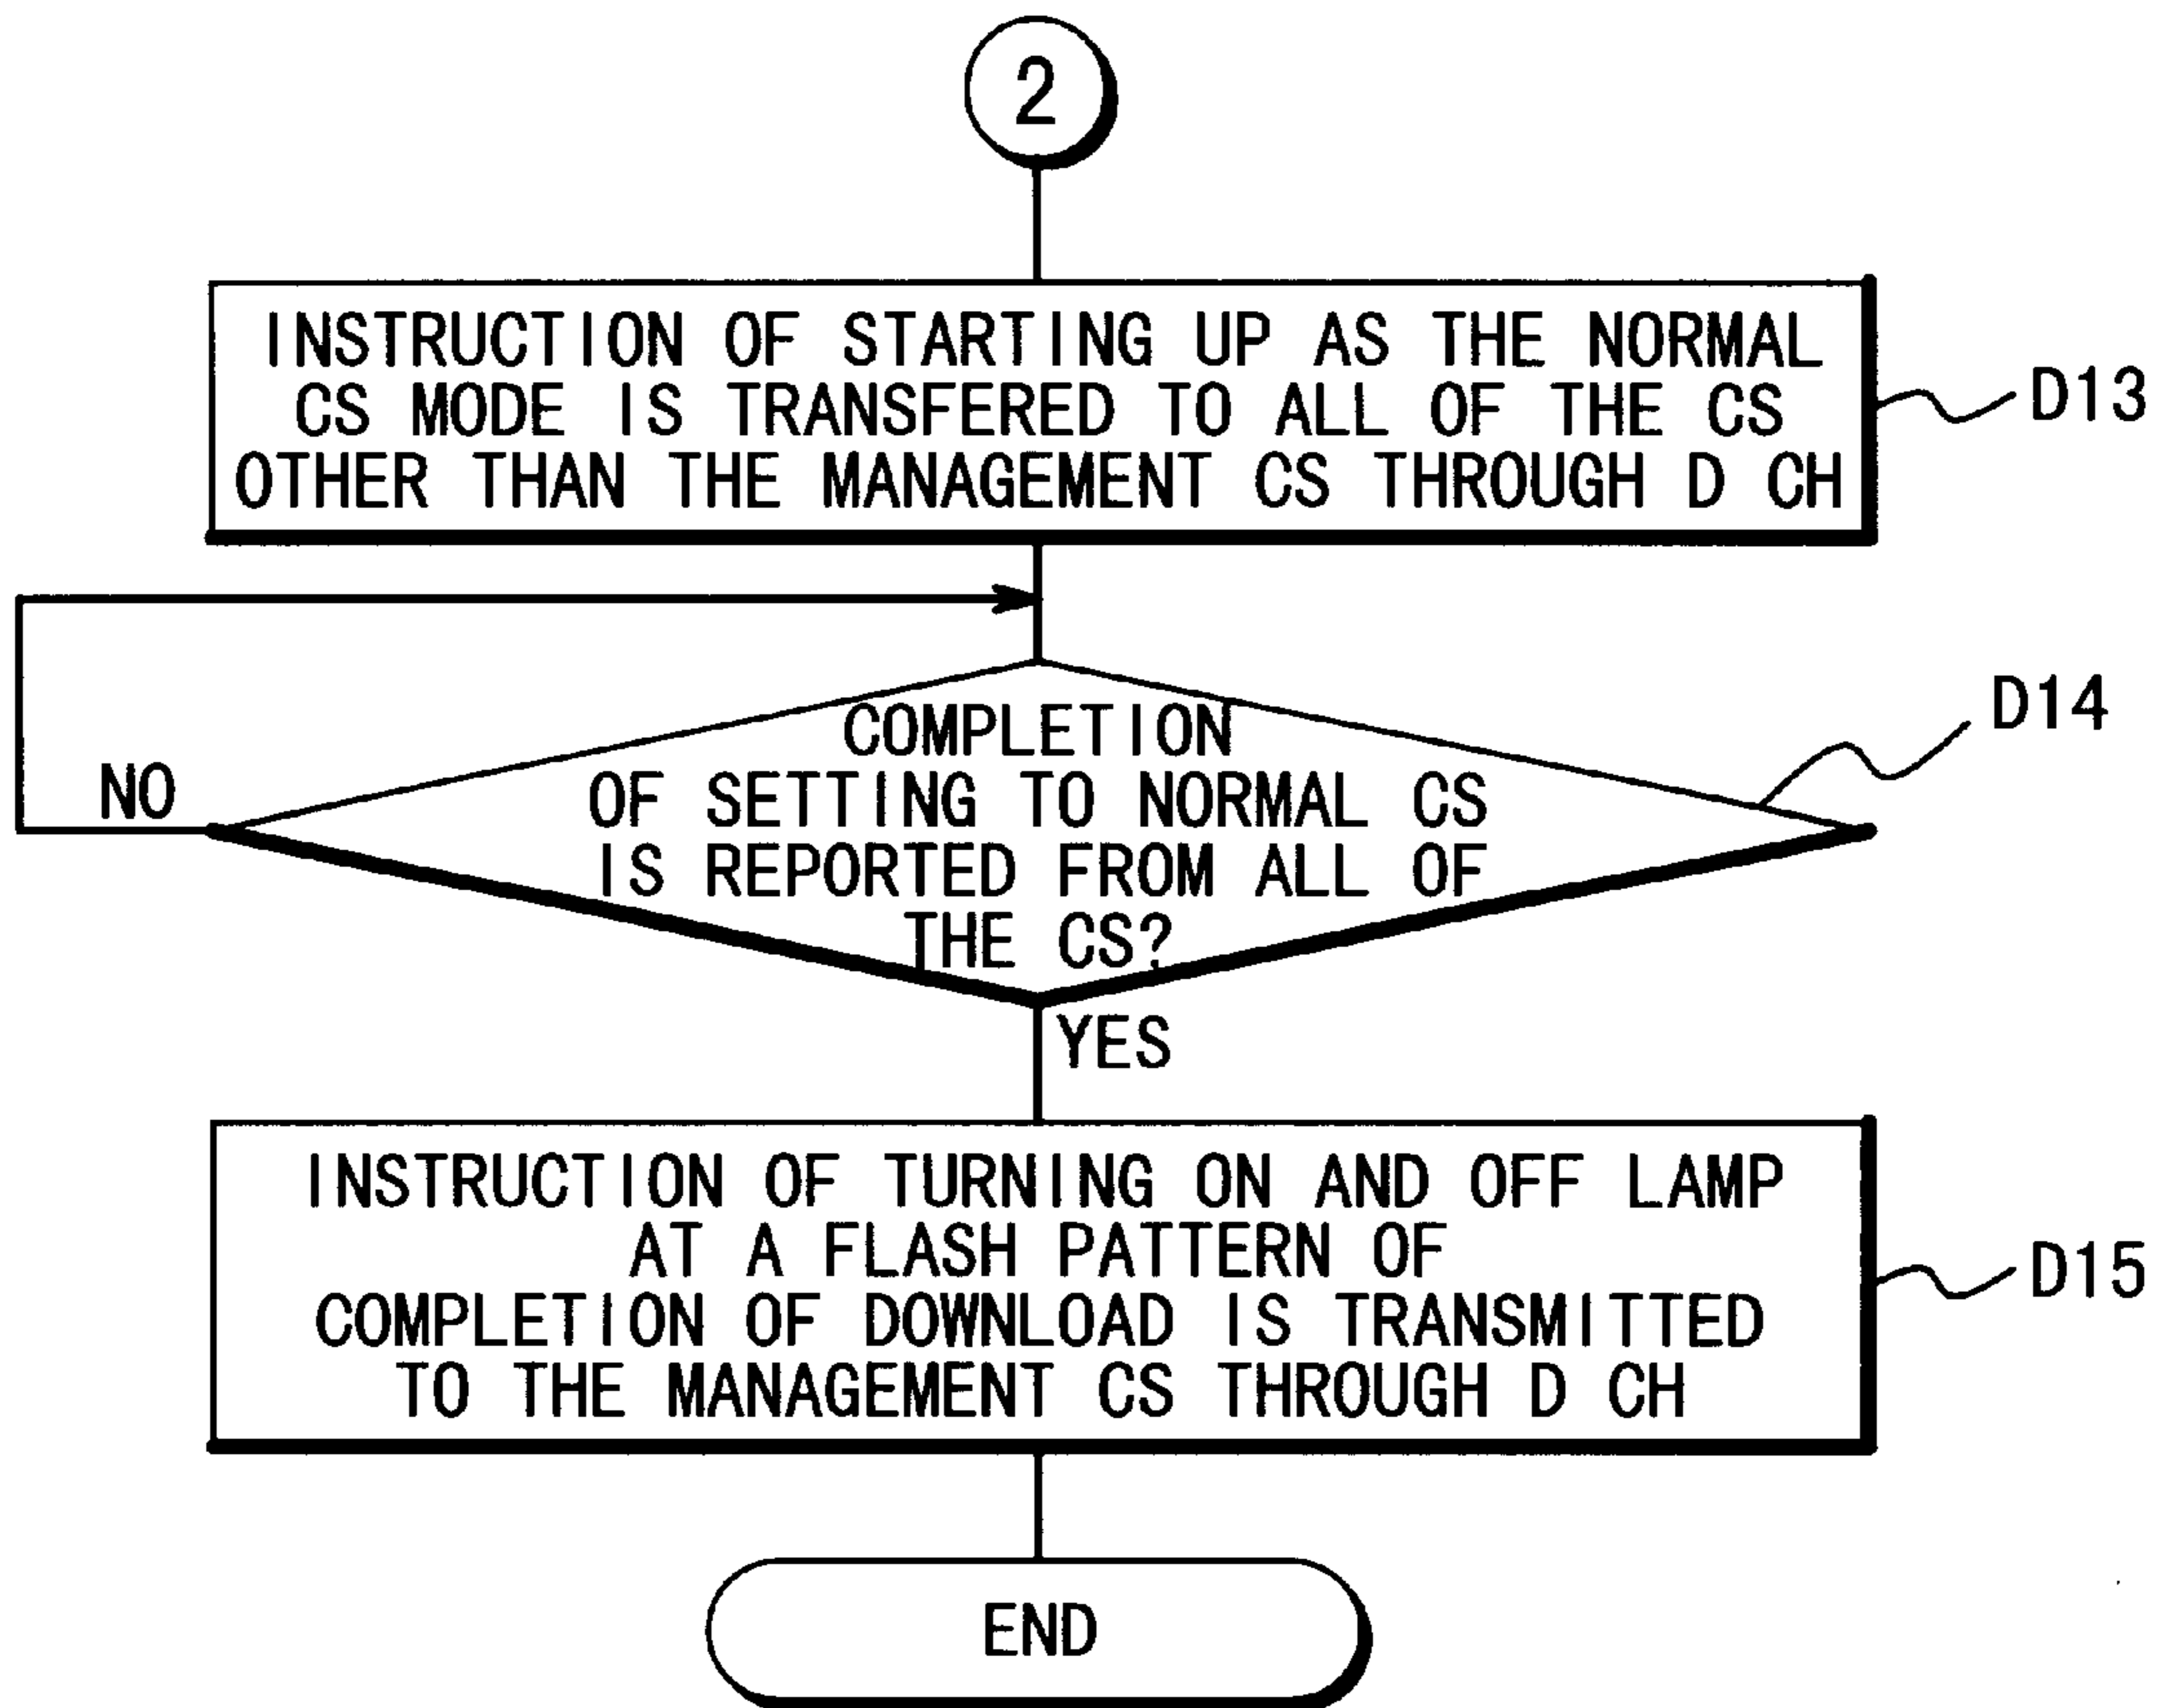 2
INSTRUCTION OF STARTING UP AS THE NORMAL
CS MODE IS TRANSFERED TO ALL OF THE CS
OTHER THAN THE MANAGEMENT CS THROUGH D CH
D13
COMPLETION
OF SETTING TO NORMAL CS
IS REPORTED FROM ALL OF
THE CS?
D14
NO
YES
INSTRUCTION OF TURNING ON AND OFF LAMP
AT A FLASH PATTERN OF
COMPLETION OF DOWNLOAD IS TRANSMITTED
TO THE MANAGEMENT CS THROUGH D CH
D15
END